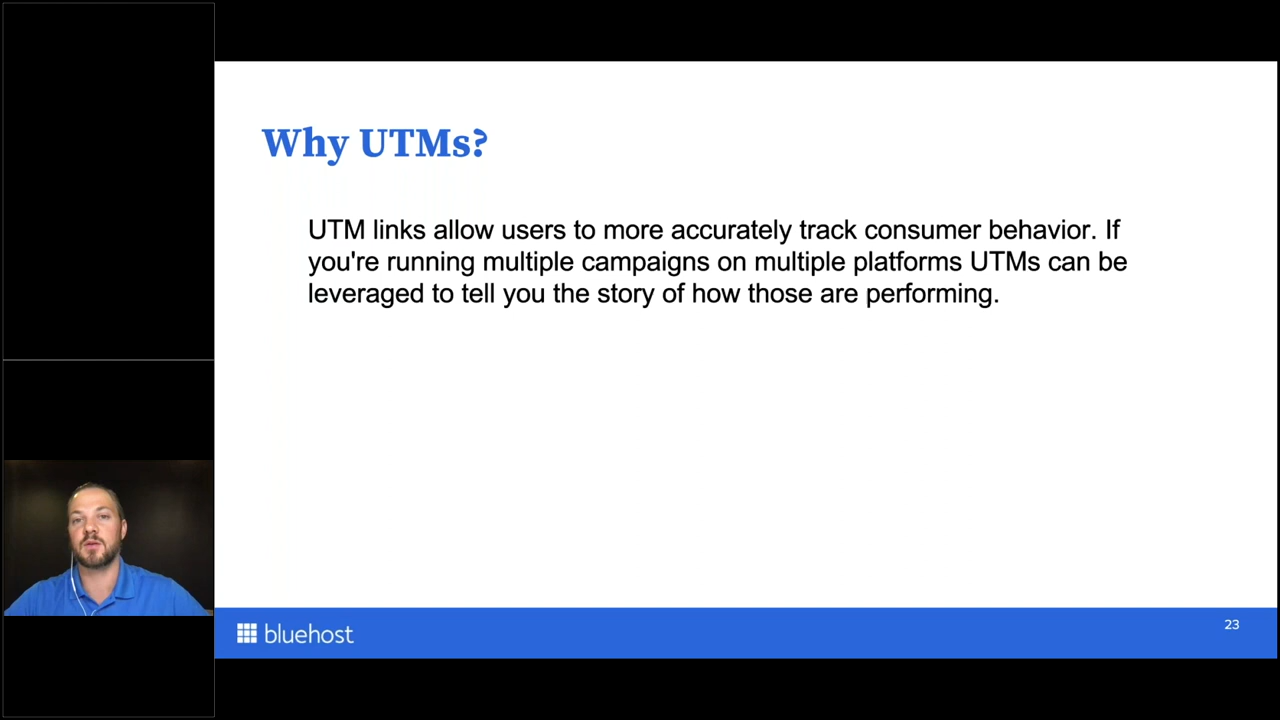 Why UTMs?
UTM links allow users to more accurately track consumer behavior. If
you're running multiple campaigns on multiple platforms UTMs can be
leveraged to tell you the story of how those are performing.
bluehost
23